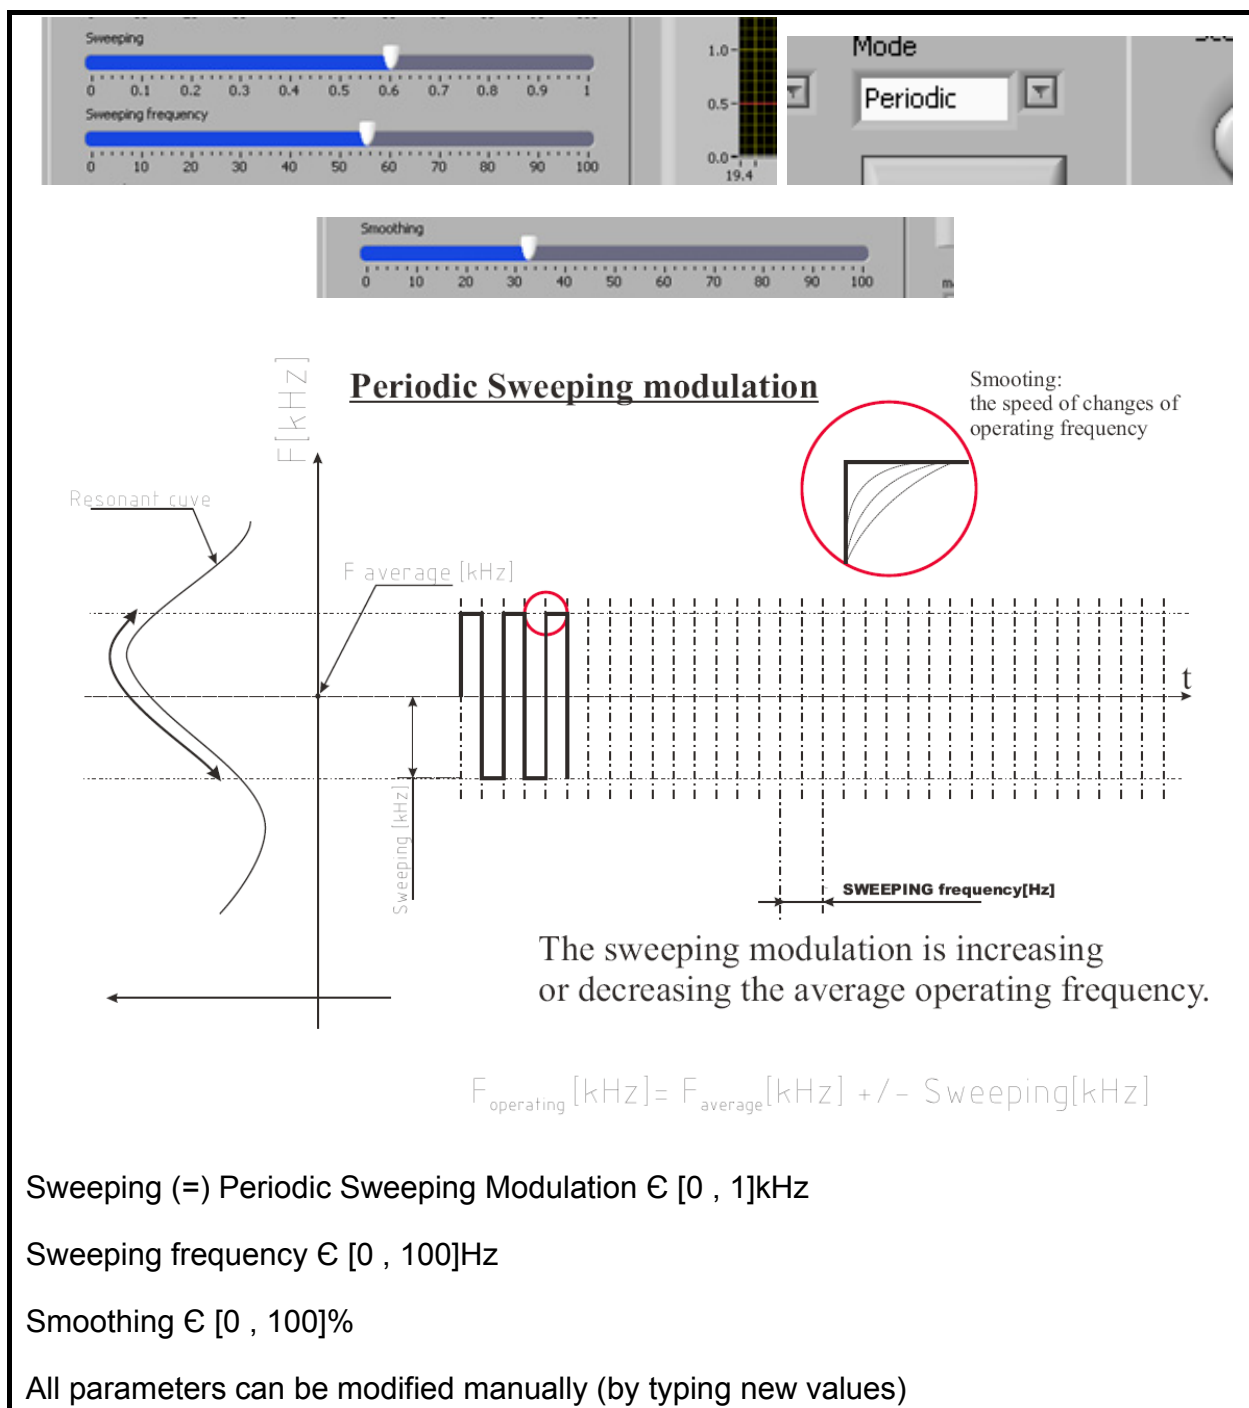 Sweeping
0 0.1 0.2 0.3 0.4 0.5 0.6 0.7 0.8 0.9 1
Sweeping frequency
0 10 20 30 40 50 60 70 80 90 100
1.0
0.5
0.0
19.4
Mode
Periodic
Smoothing
0 10 20 30 40 50 60 70 80 90 100
Periodic Sweeping modulation
F[kHz]
Smooting:
the speed of changes of
operating frequency
Resonant cuve
F average [kHz]
t
Sweeping [kHz]
SWEEPING frequency[Hz]
The sweeping modulation is increasing
or decreasing the average operating frequency.
Foperating[kHz]= Faverage[kHz] +/- Sweeping[kHz]
Sweeping (=) Periodic Sweeping Modulation Є [0 , 1]kHz
Sweeping frequency Є [0 , 100]Hz
Smoothing Є [0 , 100]%
All parameters can be modified manually (by typing new values)